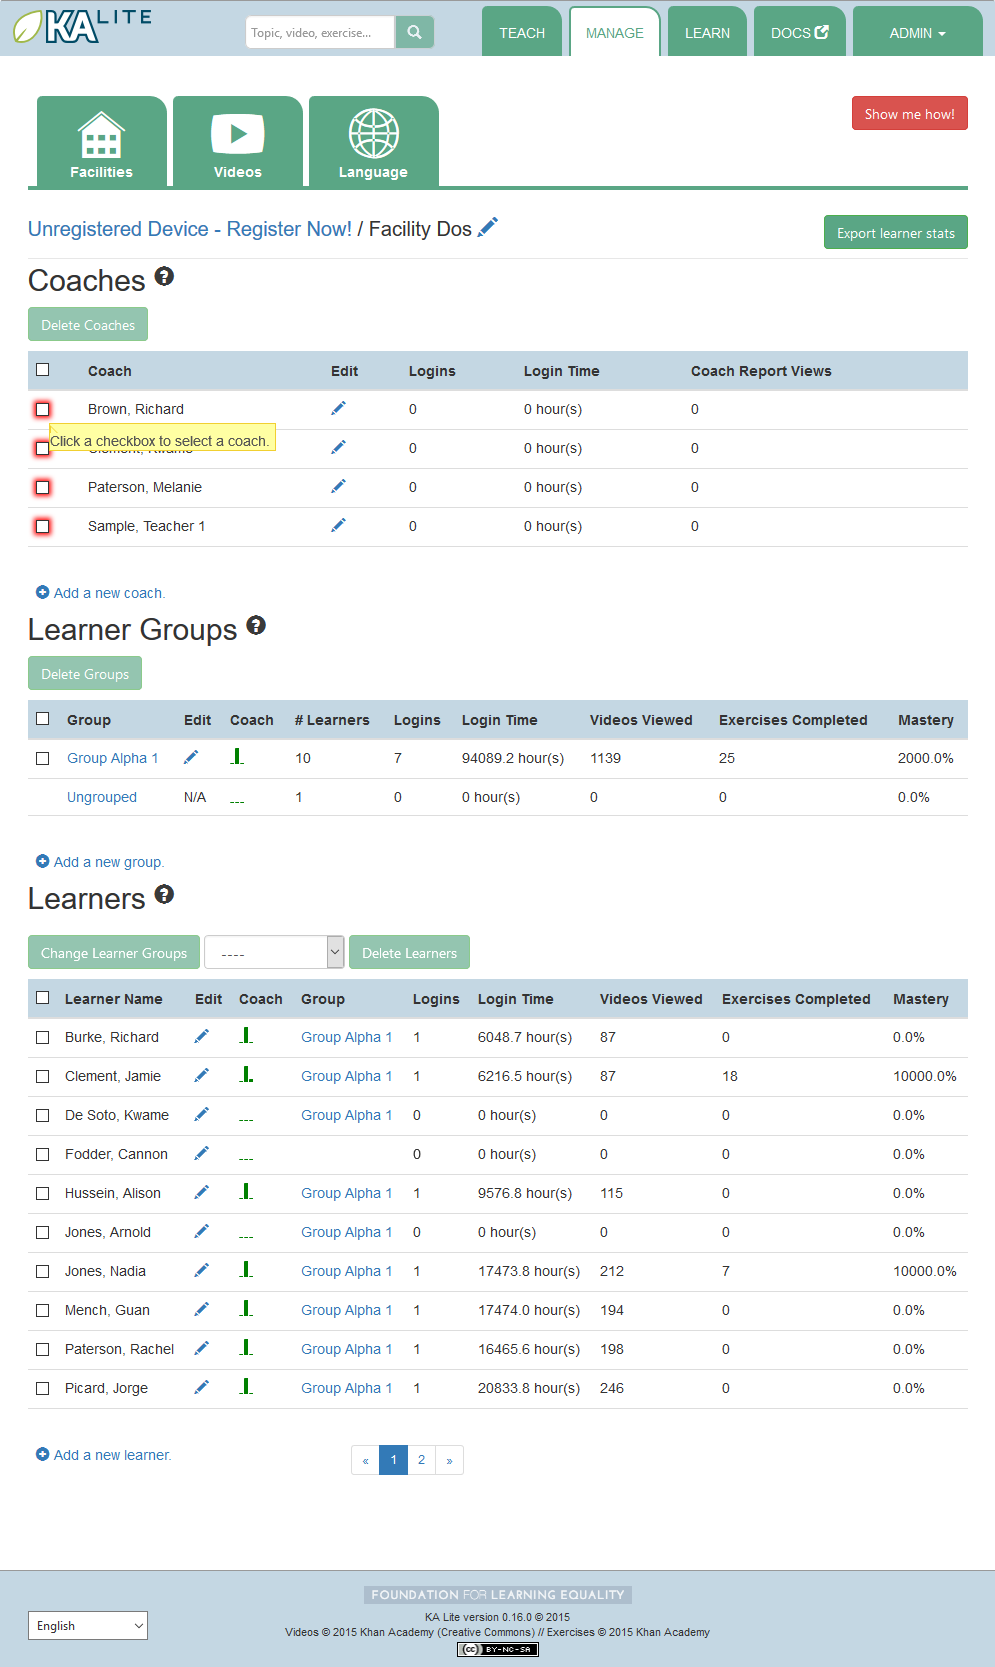 KA LITE
Topic, video, exercise...
TEACH
MANAGE
LEARN
DOCS
ADMIN
Facilities
Videos
Language
Show me how!
Unregistered Device - Register Now! / Facility Dos
Export learner stats
Coaches
Delete Coaches
Coach Edit Logins Login Time Coach Report Views
Brown, Richard 0 0 hour(s) 0
Click a checkbox to select a coach.
Clement, Kwame 0 0 hour(s) 0
Paterson, Melanie 0 0 hour(s) 0
Sample, Teacher 1 0 0 hour(s) 0
Add a new coach.
Learner Groups
Delete Groups
Group Edit Coach # Learners Logins Login Time Videos Viewed Exercises Completed Mastery
Group Alpha 1 10 7 94089.2 hour(s) 1139 25 2000.0%
Ungrouped N/A 1 0 0 hour(s) 0 0 0.0%
Add a new group.
Learners
Change Learner Groups ---- Delete Learners
Learner Name Edit Coach Group Logins Login Time Videos Viewed Exercises Completed Mastery
Burke, Richard Group Alpha 1 1 6048.7 hour(s) 87 0 0.0%
Clement, Jamie Group Alpha 1 1 6216.5 hour(s) 87 18 10000.0%
De Soto, Kwame Group Alpha 1 0 0 hour(s) 0 0 0.0%
Fodder, Cannon 0 0 hour(s) 0 0 0.0%
Hussein, Alison Group Alpha 1 1 9576.8 hour(s) 115 0 0.0%
Jones, Arnold Group Alpha 1 0 0 hour(s) 0 0 0.0%
Jones, Nadia Group Alpha 1 1 17473.8 hour(s) 212 7 10000.0%
Mench, Guan Group Alpha 1 1 17474.0 hour(s) 194 0 0.0%
Paterson, Rachel Group Alpha 1 1 16465.6 hour(s) 198 0 0.0%
Picard, Jorge Group Alpha 1 1 20833.8 hour(s) 246 0 0.0%
Add a new learner.
« 1 2 »
FOUNDATION FOR LEARNING EQUALITY
English
KA Lite version 0.16.0 © 2015
Videos © 2015 Khan Academy (Creative Commons) // Exercises © 2015 Khan Academy
cc BY-NC-SA